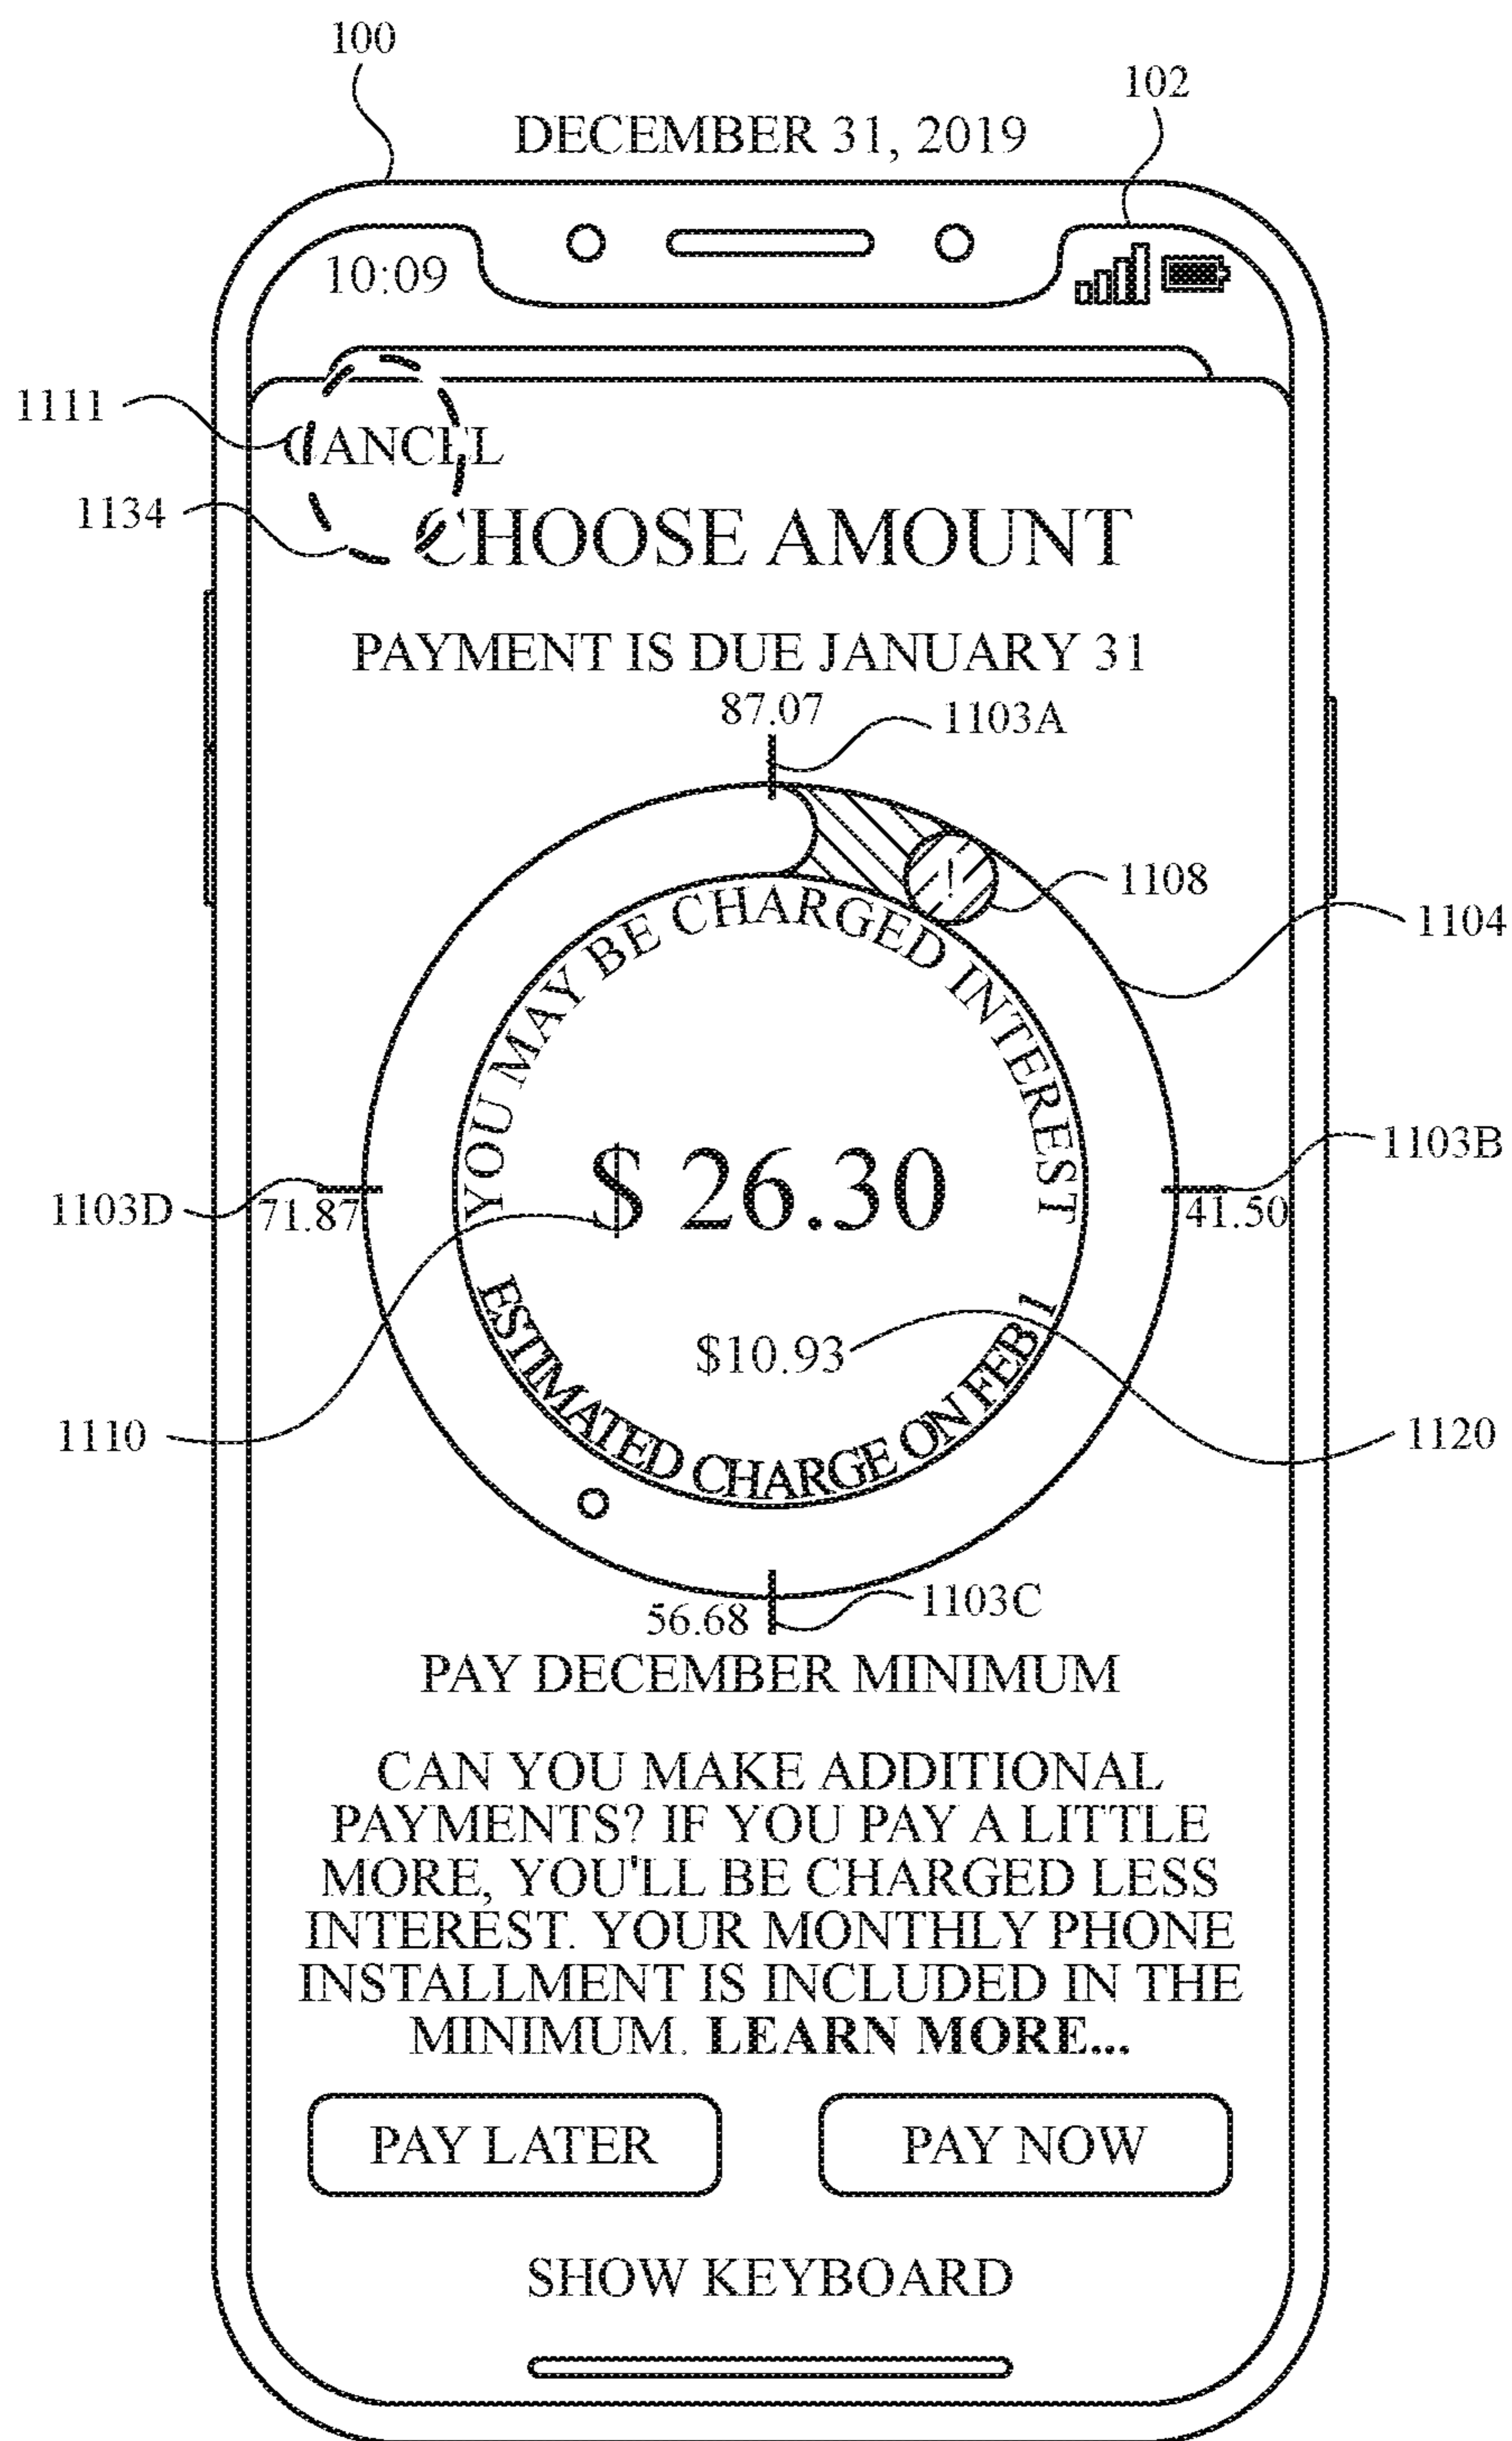 100
102
DECEMBER 31, 2019
10:09
1111
CANCEL
1134
CHOOSE AMOUNT
PAYMENT IS DUE JANUARY 31
87.07
1103A
!
1108
1104
YOU MAY BE CHARGED INTEREST
$ 26.30
1103B
1103D
71.87
41.50
$10.93
ESTIMATED CHARGE ON FEB 1
1110
1120
56.68
1103C
PAY DECEMBER MINIMUM
CAN YOU MAKE ADDITIONAL
PAYMENTS? IF YOU PAY A LITTLE
MORE, YOU'LL BE CHARGED LESS
INTEREST. YOUR MONTHLY PHONE
INSTALLMENT IS INCLUDED IN THE
MINIMUM. LEARN MORE...
PAY LATER
PAY NOW
SHOW KEYBOARD